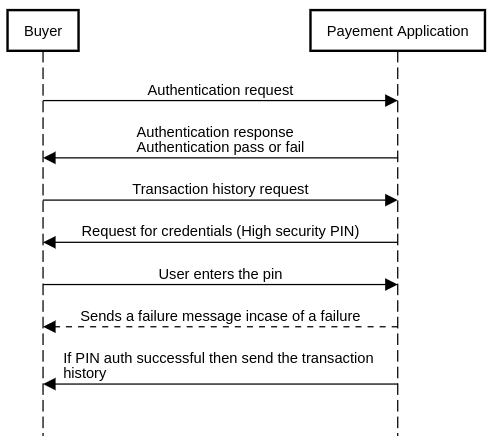 Buyer
Payement Application
Authentication request
Authentication response
Authentication pass or fail
Transaction history request
Request for credentials (High security PIN)
User enters the pin
Sends a failure message incase of a failure
If PIN auth successful then send the transaction
history